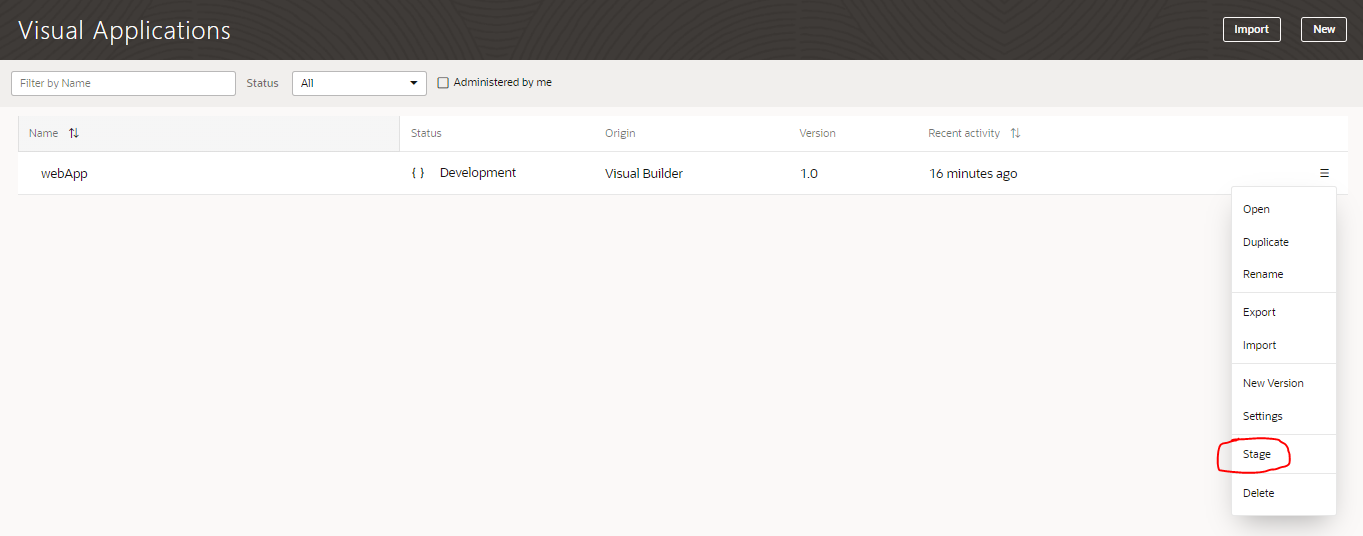 Visual Applications
Import
New
Filter by Name
Status
All
Administered by me
Name
Status
Origin
Version
Recent activity
webApp
{ }
Development
Visual Builder
1.0
16 minutes ago
Open
Duplicate
Rename
Export
Import
New Version
Settings
Stage
Delete